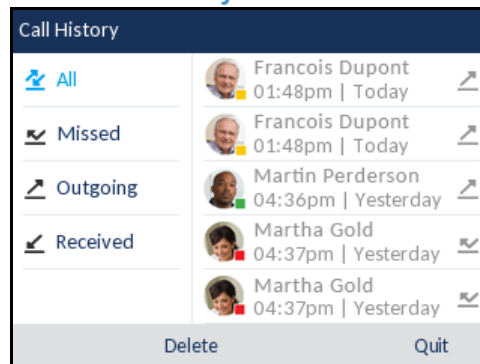 Call History
All
Missed
Outgoing
Received
Francois Dupont
01:48pm | Today
Francois Dupont
01:48pm | Today
Martin Perderson
04:36pm | Yesterday
Martha Gold
04:37pm | Yesterday
Martha Gold
04:37pm | Yesterday
Delete
Quit